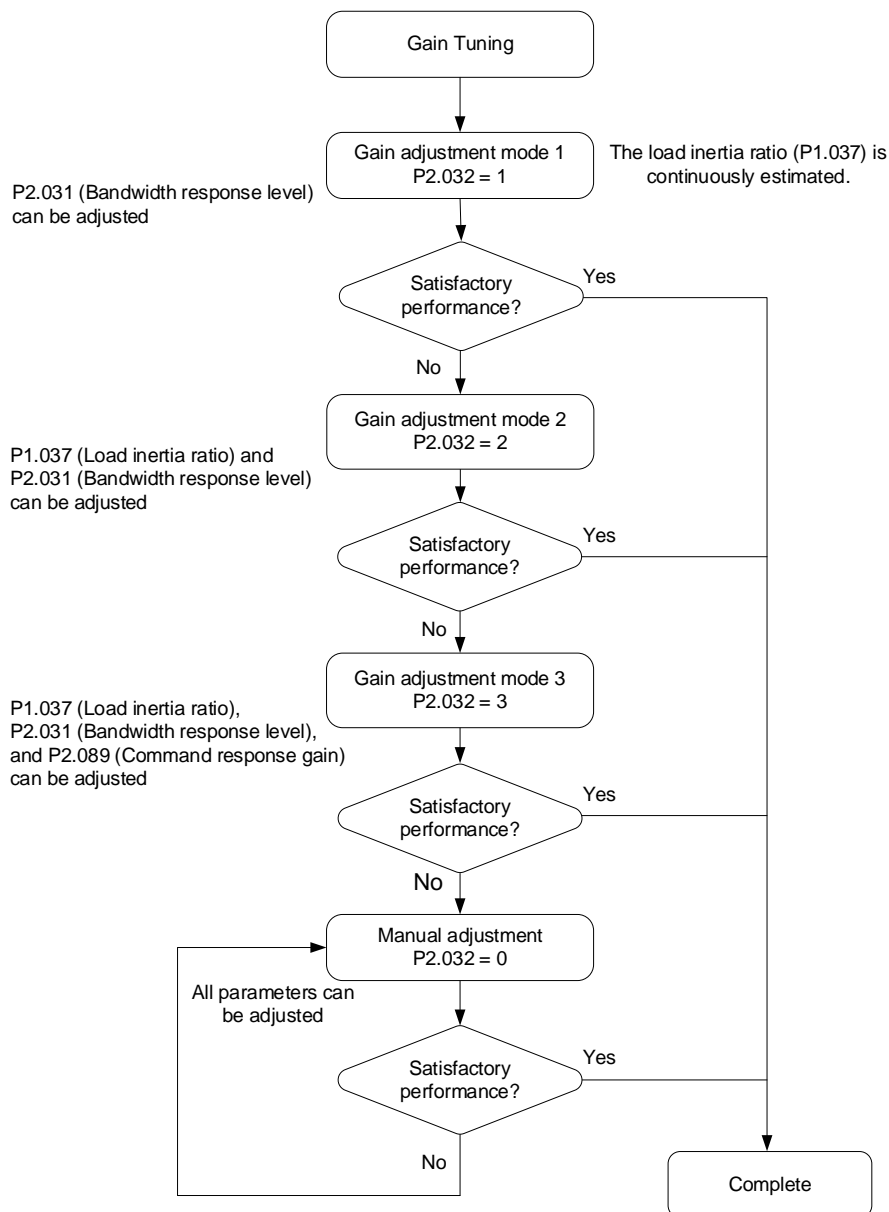 Gain Tuning
Gain adjustment mode 1
P2.032 = 1
The load inertia ratio (P1.037) is
continuously estimated.
P2.031 (Bandwidth response level)
can be adjusted
Satisfactory
performance?
Yes
No
Gain adjustment mode 2
P2.032 = 2
P1.037 (Load inertia ratio) and
P2.031 (Bandwidth response level)
can be adjusted
Satisfactory
performance?
Yes
No
Gain adjustment mode 3
P2.032 = 3
P1.037 (Load inertia ratio),
P2.031 (Bandwidth response level),
and P2.089 (Command response gain)
can be adjusted
Satisfactory
performance?
Yes
No
Manual adjustment
P2.032 = 0
All parameters can
be adjusted
Satisfactory
performance?
Yes
No
Complete